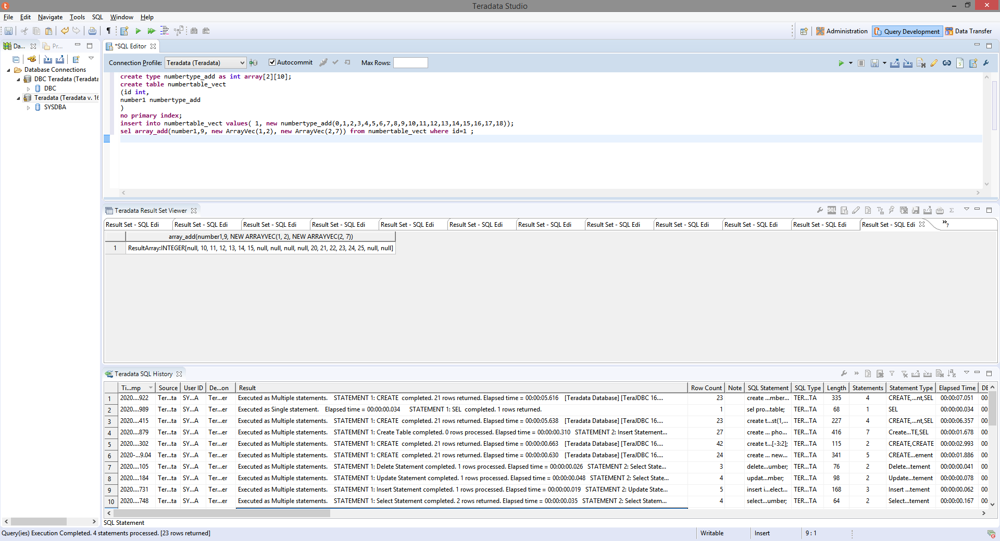 Teradata Studio
File Edit Navigate Tools SQL Window Help
Administration Query Development Data Transfer
Da... Pr...
*SQL Editor
Connection Profile: Teradata (Teradata) Autocommit Max Rows:
Database Connections
DBC Teradata (Teradata
DBC
Teradata (Teradata v. 16
SYSDBA
create type numbertype_add as int array[2][10];
create table numbertable_vect
(id int,
number1 numbertype_add
)
no primary index;
insert into numbertable_vect values( 1, new numbertype_add(0,1,2,3,4,5,6,7,8,9,10,11,12,13,14,15,16,17,18));
sel array_add(number1,9, new ArrayVec(1,2), new ArrayVec(2,7)) from numbertable_vect where id=1 ;
Teradata Result Set Viewer
Result Set - SQL Edi Result Set - SQL Edi Result Set - SQL Edi Result Set - SQL Edi Result Set - SQL Edi Result Set - SQL Edi Result Set - SQL Edi Result Set - SQL Edi Result Set - SQL Edi Result Set - SQL Edi Result Set - SQL Edi Result Set - SQL Edi »7
array_add(number1,9, NEW ARRAYVEC(1, 2), NEW ARRAYVEC(2, 7))
1 ResultArray:INTEGER[null, 10, 11, 12, 13, 14, 15, null, null, null, null, 20, 21, 22, 23, 24, 25, null, null]
Teradata SQL History
Ti...mp Source User ID De...on Result Row Count Note SQL Statement SQL Type Length Statements Statement Type Elapsed Time DE
1 2020....922 Ter...ta SY...A Ter...er Executed as Multiple statements. STATEMENT 1: CREATE completed. 21 rows returned. Elapsed time = 00:00:05.616 [Teradata Database] [TeraJDBC 16.... 23 create ...mber... TER...TA 335 4 CREATE,...nt,SEL 00:00:07.051 00:
2 2020....989 Ter...ta SY...A Ter...er Executed as Single statement. Elapsed time = 00:00:00.034 STATEMENT 1: SEL completed. 1 rows returned. 1 sel pro...table; TER...TA 68 1 SEL 00:00:00.034 00:
3 2020....415 Ter...ta SY...A Ter...er Executed as Multiple statements. STATEMENT 1: CREATE completed. 21 rows returned. Elapsed time = 00:00:05.638 [Teradata Database] [TeraJDBC 16.... 23 create t...st(1,... TER...TA 227 4 CREATE,...nt,SEL 00:00:06.357 00:
4 2020....879 Ter...ta SY...A Ter...er Executed as Multiple statements. STATEMENT 1: Create Table completed. 0 rows processed. Elapsed time = 00:00:00.310 STATEMENT 2: Insert Statement... 27 create ... pho... TER...TA 416 7 Create...TE,SEL 00:00:01.678 00:
5 2020....302 Ter...ta SY...A Ter...er Executed as Multiple statements. STATEMENT 1: CREATE completed. 21 rows returned. Elapsed time = 00:00:00.663 [Teradata Database] [TeraJDBC 16.... 42 create t...[-3:2]; TER...TA 115 2 CREATE,CREATE 00:00:02.993 00:
6 2020-...9.04 Ter...ta SY...A Ter...er Executed as Multiple statements. STATEMENT 1: CREATE completed. 21 rows returned. Elapsed time = 00:00:00.630 [Teradata Database] [TeraJDBC 16.... 24 create ... new... TER...TA 341 5 CREATE...ement 00:00:01.886 00:
7 2020....105 Ter...ta SY...A Ter...er Executed as Multiple statements. STATEMENT 1: Delete Statement completed. 1 rows processed. Elapsed time = 00:00:00.026 STATEMENT 2: Select State... 3 delete...umber; TER...TA 76 2 Delete...tement 00:00:00.041 00:
8 2020....184 Ter...ta SY...A Ter...er Executed as Multiple statements. STATEMENT 1: Update Statement completed. 1 rows processed. Elapsed time = 00:00:00.048 STATEMENT 2: Select State... 4 updat...mber; TER...TA 98 2 Update...tement 00:00:00.078 00:
9 2020....731 Ter...ta SY...A Ter...er Executed as Multiple statements. STATEMENT 1: Insert Statement completed. 1 rows processed. Elapsed time = 00:00:00.019 STATEMENT 2: Update State... 5 insert i...elect... TER...TA 168 3 Insert ...tement 00:00:00.062 00:
10 2020....748 Ter...ta SY...A Ter...er Executed as Multiple statements. STATEMENT 1: Select Statement completed. 2 rows returned. Elapsed time = 00:00:00.035 STATEMENT 2: Select Statem... 4 select...umber; TER...TA 64 2 Select...tement 00:00:00.167 00:
SQL Statement
Query(ies) Execution Completed. 4 statements processed. [23 rows returned] Writable Insert 9 : 1